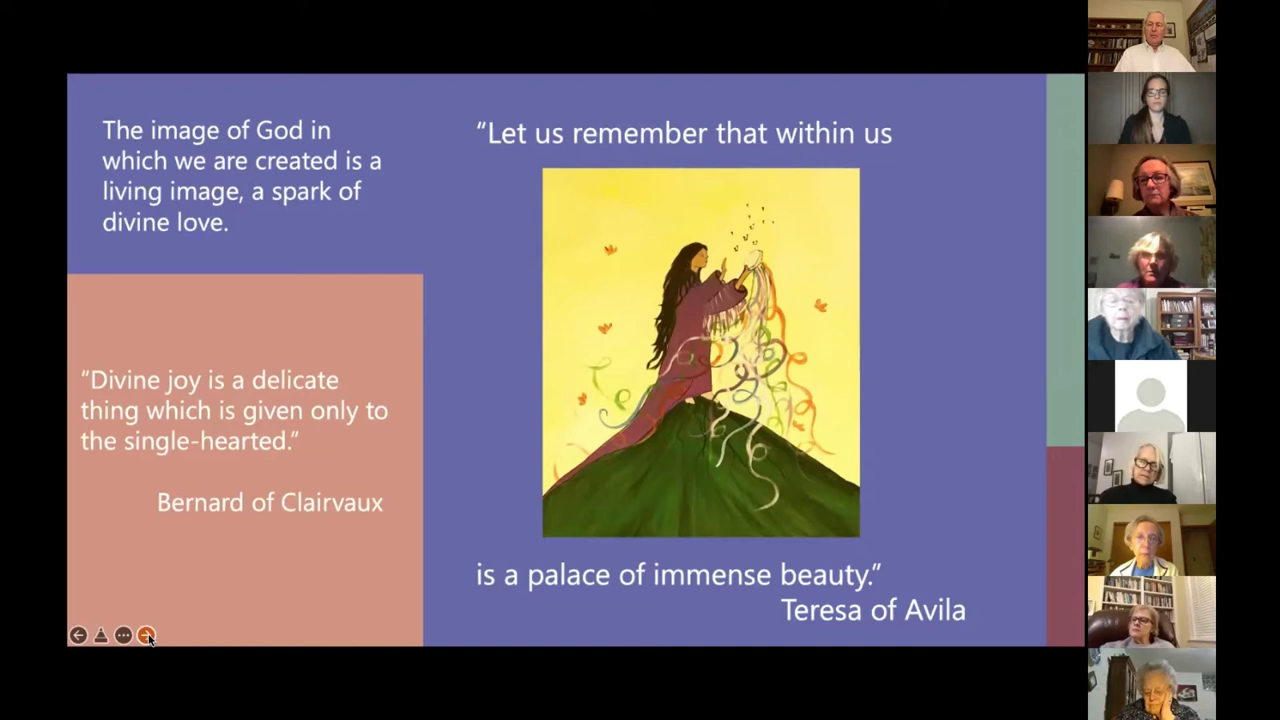 The image of God in
which we are created is a
living image, a spark of
divine love.
"Divine joy is a delicate
thing which is given only to
the single-hearted."
Bernard of Clairvaux
"Let us remember that within us
is a palace of immense beauty."
Teresa of Avila